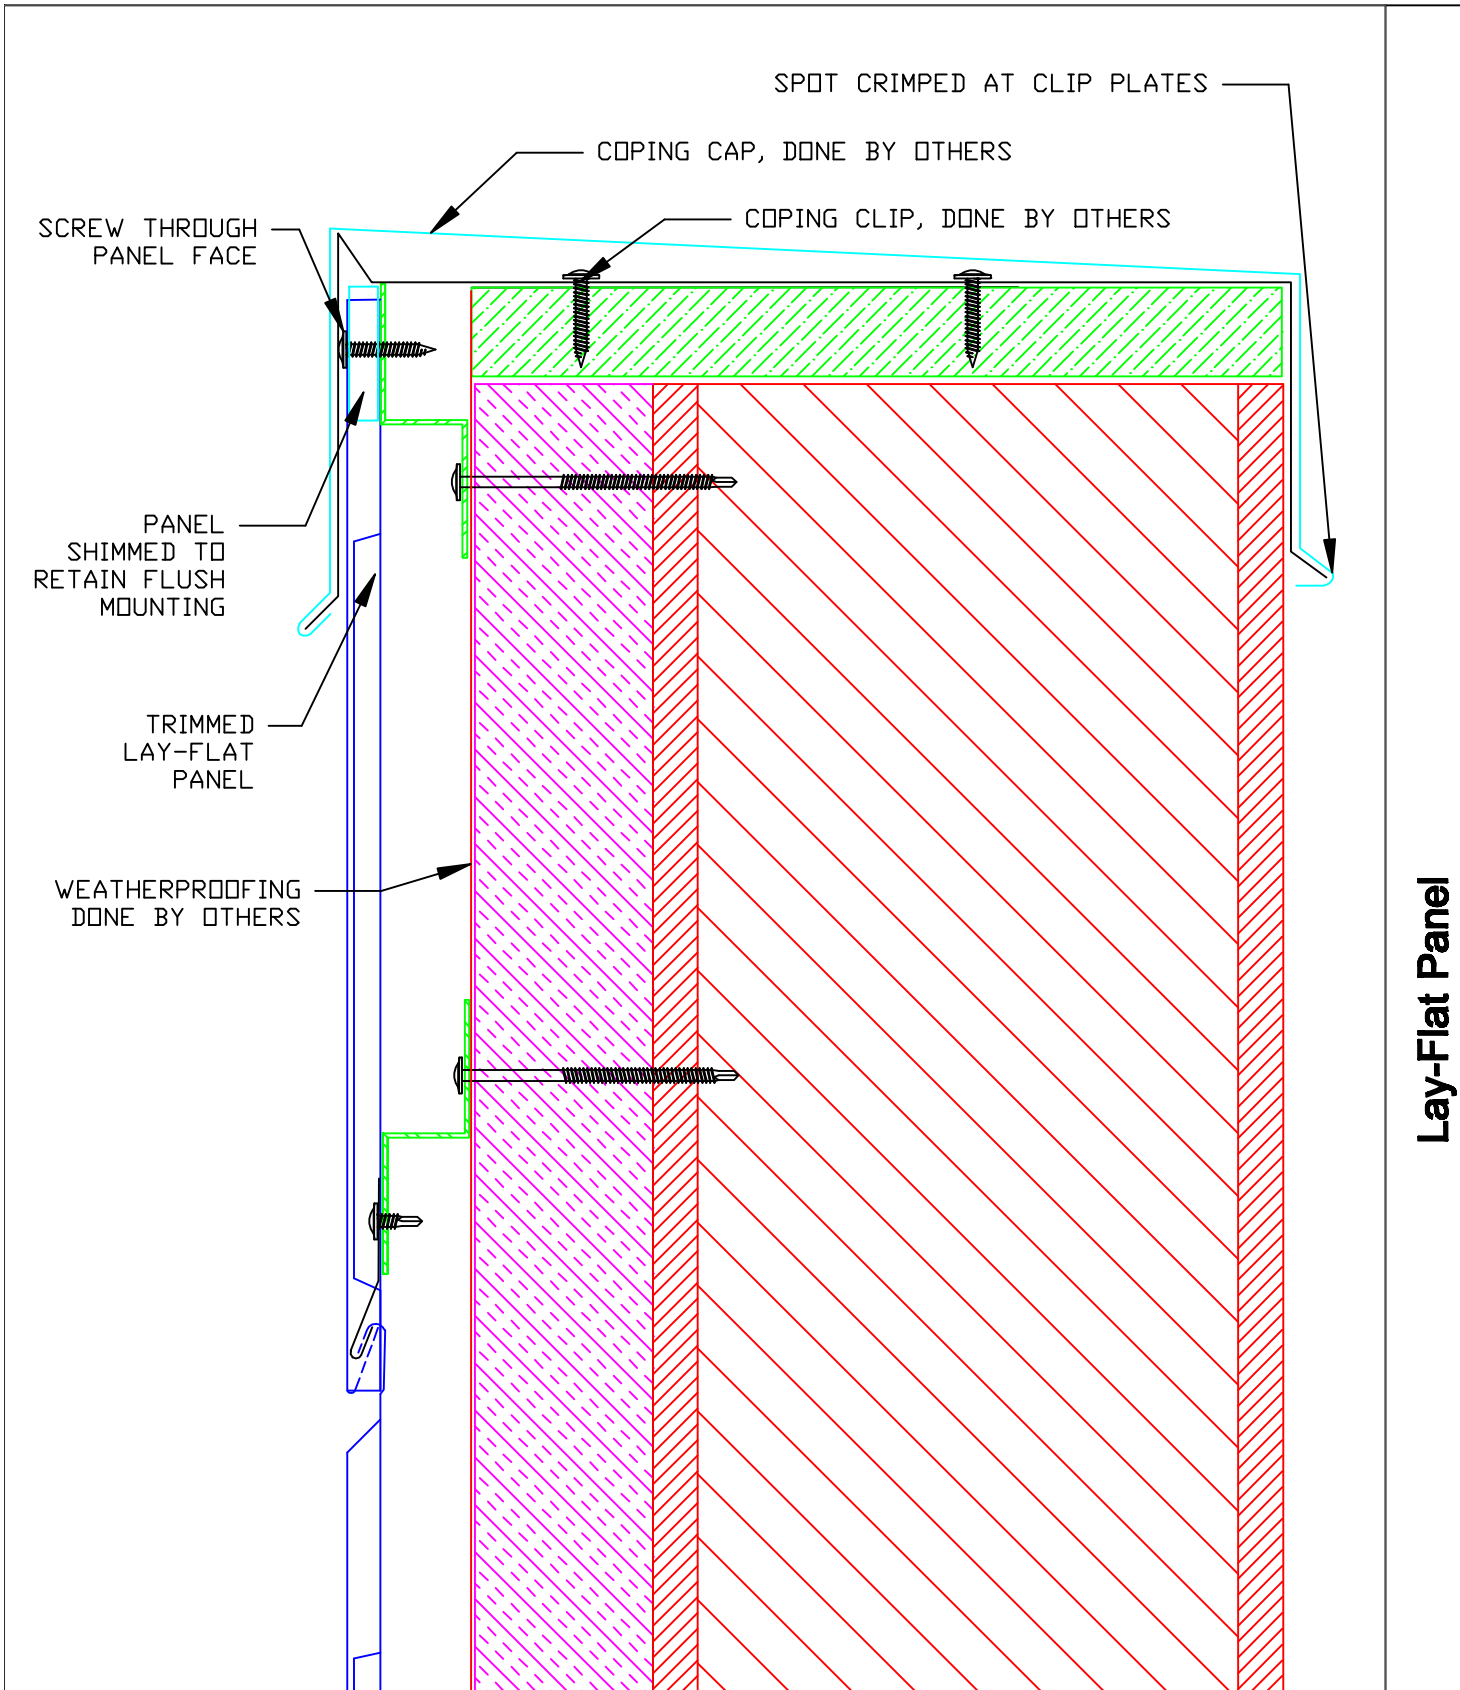 SPOT CRIMPED AT CLIP PLATES
COPING CAP, DONE BY OTHERS
COPING CLIP, DONE BY OTHERS
SCREW THROUGH
PANEL FACE
PANEL
SHIMMED TO
RETAIN FLUSH
MOUNTING
TRIMMED
LAY-FLAT
PANEL
WEATHERPROOFING
DONE BY OTHERS
Lay-Flat Panel